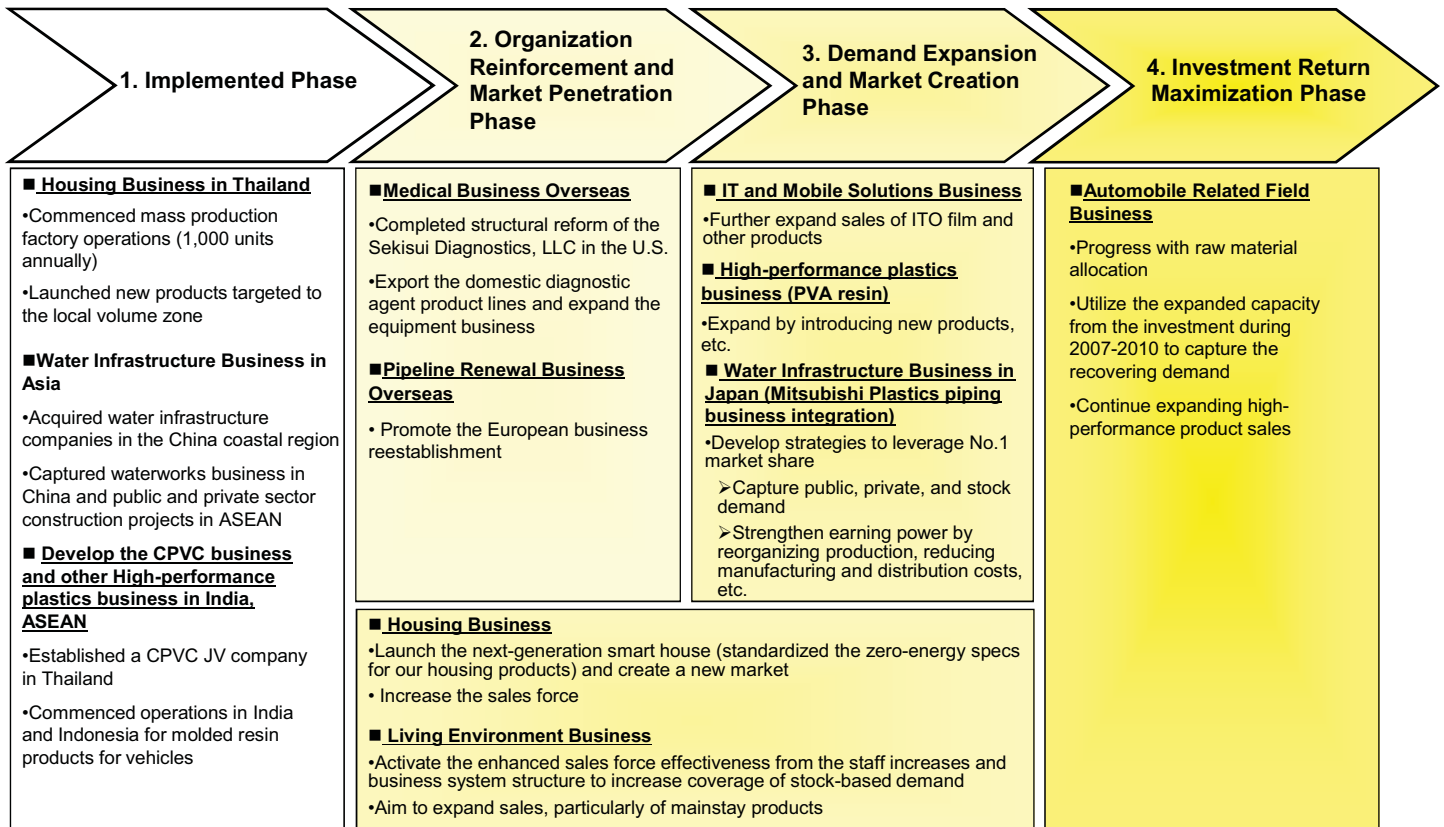 1. Implemented Phase
2. Organization
Reinforcement and
Market Penetration
Phase
3. Demand Expansion
and Market Creation
Phase
4. Investment Return
Maximization Phase
■ Housing Business in Thailand
•Commenced mass production
factory operations (1,000 units
annually)
•Launched new products targeted to
the local volume zone
■Water Infrastructure Business in
Asia
•Acquired water infrastructure
companies in the China coastal region
•Captured waterworks business in
China and public and private sector
construction projects in ASEAN
■ Develop the CPVC business
and other High-performance
plastics business in India,
ASEAN
•Established a CPVC JV company
in Thailand
•Commenced operations in India
and Indonesia for molded resin
products for vehicles
■Medical Business Overseas
•Completed structural reform of the
Sekisui Diagnostics, LLC in the U.S.
•Export the domestic diagnostic
agent product lines and expand the
equipment business
■Pipeline Renewal Business
Overseas
• Promote the European business
reestablishment
■ IT and Mobile Solutions Business
•Further expand sales of ITO film and
other products
■ High-performance plastics
business (PVA resin)
•Expand by introducing new products,
etc.
■ Water Infrastructure Business in
Japan (Mitsubishi Plastics piping
business integration)
•Develop strategies to leverage No.1
market share
➢Capture public, private, and stock
demand
➢Strengthen earning power by
reorganizing production, reducing
manufacturing and distribution costs,
etc.
■ Housing Business
•Launch the next-generation smart house (standardized the zero-energy specs
for our housing products) and create a new market
• Increase the sales force
■ Living Environment Business
•Activate the enhanced sales force effectiveness from the staff increases and
business system structure to increase coverage of stock-based demand
•Aim to expand sales, particularly of mainstay products
■Automobile Related Field
Business
•Progress with raw material
allocation
•Utilize the expanded capacity
from the investment during
2007-2010 to capture the
recovering demand
•Continue expanding high-
performance product sales